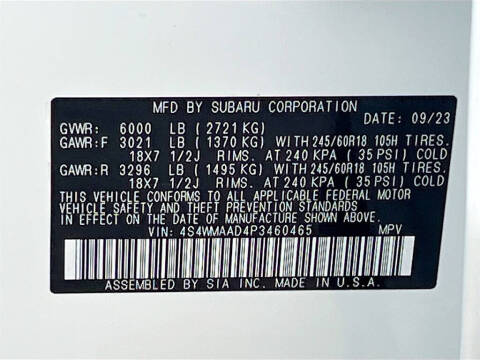 MFD BY SUBARU CORPORATION
DATE: 09/23
GVWR: 6000 LB ( 2721 KG)
GAWR:F 3021 LB ( 1370 KG) WITH 245/60R18 105H TIRES.
18X7 1/2J RIMS. AT 240 KPA ( 35 PSI) COLD
GAWR:R 3296 LB ( 1495 KG) WITH 245/60R18 105H TIRES.
18X7 1/2J RIMS. AT 240 KPA ( 35 PSI) COLD
THIS VEHICLE CONFORMS TO ALL APPLICABLE FEDERAL MOTOR
VEHICLE SAFETY AND THEFT PREVENTION STANDARDS
IN EFFECT ON THE DATE OF MANUFACTURE SHOWN ABOVE.
VIN: 4S4WMAAD4P3460465 MPV
ASSEMBLED BY SIA INC. MADE IN U.S.A.